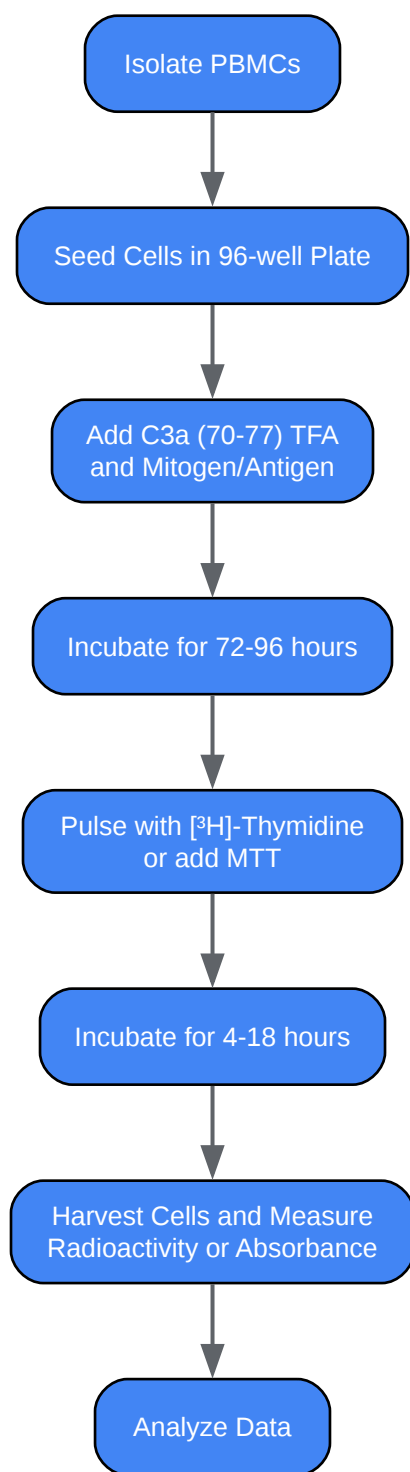 Isolate PBMCs
Seed Cells in 96-well Plate
Add C3a (70-77) TFA
and Mitogen/Antigen
Incubate for 72-96 hours
Pulse with [³H]-Thymidine
or add MTT
Incubate for 4-18 hours
Harvest Cells and Measure
Radioactivity or Absorbance
Analyze Data